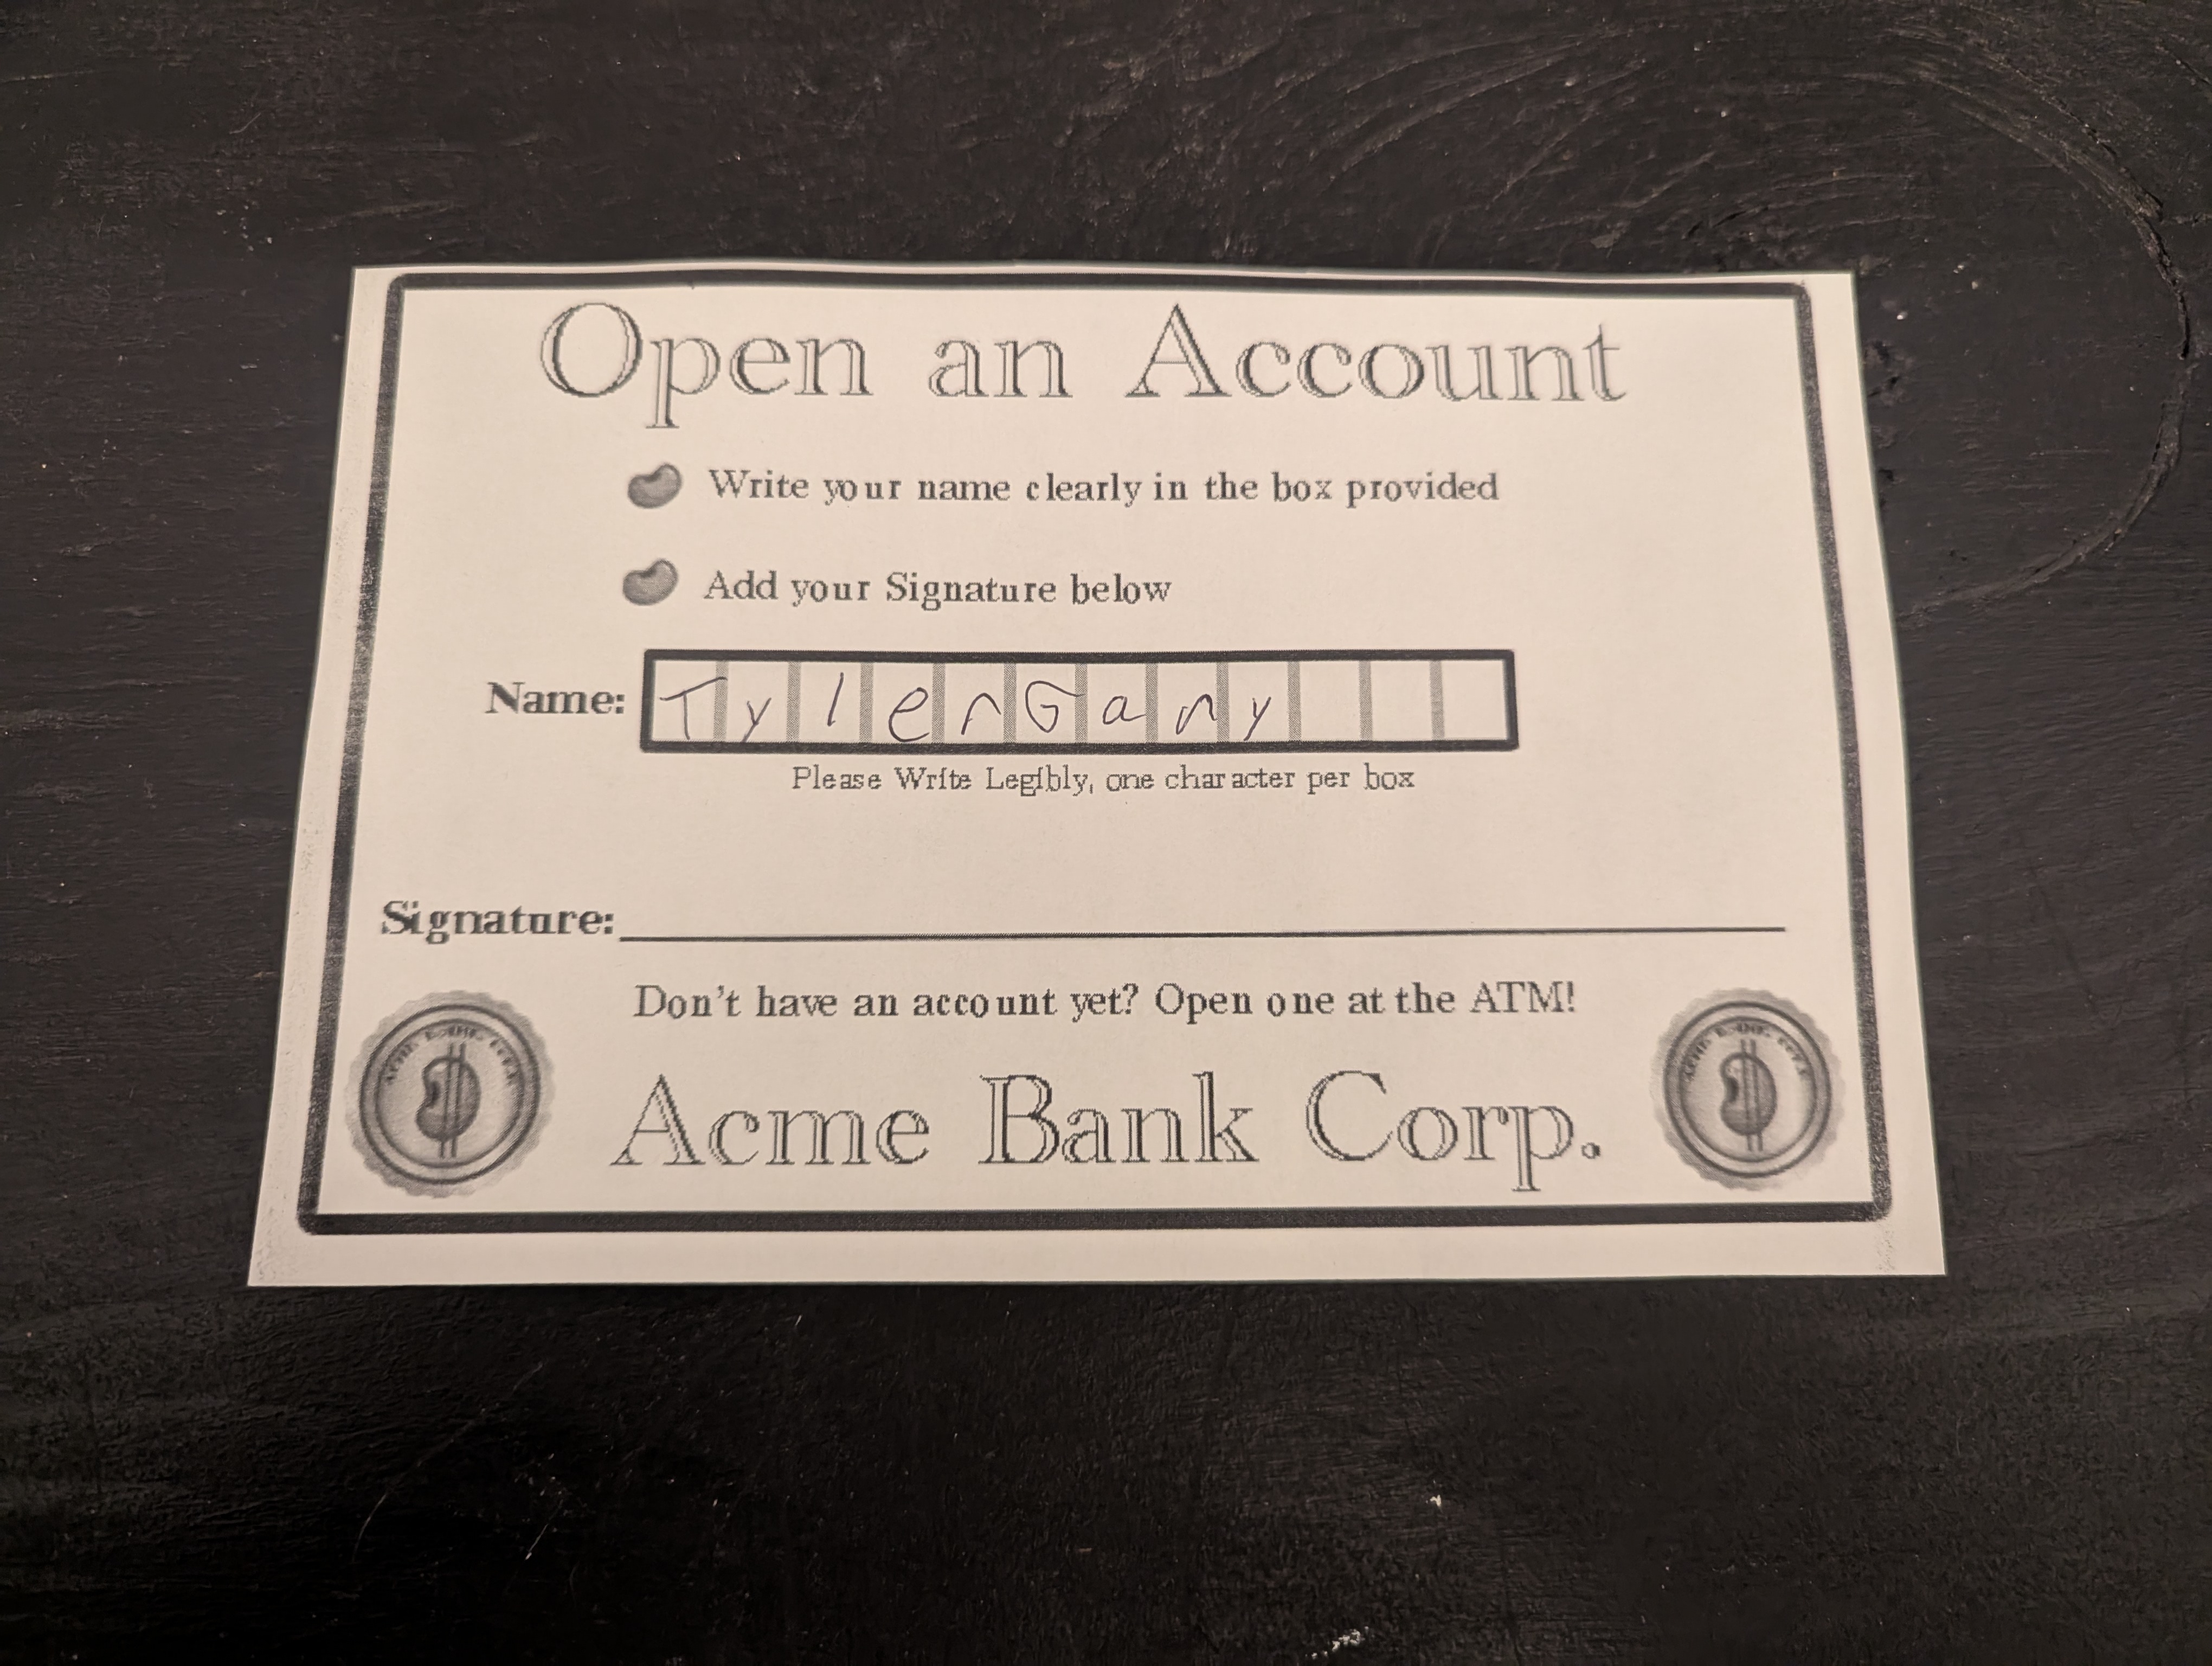 Open an Account
Write your name clearly in the box provided
Add your Signature below
Name: TylerGary
Please Write Legibly, one character per box
Signature:
Don't have an account yet? Open one at the ATM!
Acme Bank Corp.